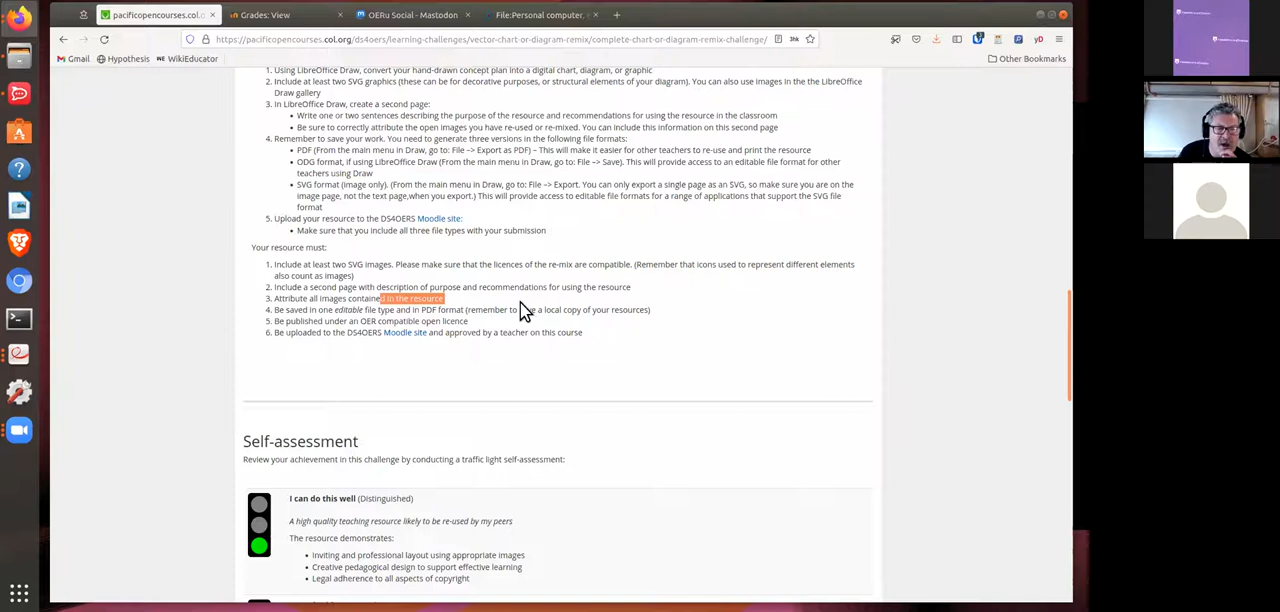 pacificopencourses.col.o
Grades: View
OERu Social - Mastodon
File:Personal computer,
https://pacificopencourses.col.org/ds4oers/learning-challenges/vector-chart-or-diagram-remix/complete-chart-or-diagram-remix-challenge/
Gmail
Hypothesis
WikiEducator
Other Bookmarks
1. Using LibreOffice Draw, convert your hand-drawn concept plan into a digital chart, diagram, or graphic
2. Include at least two SVG graphics (these can be for decorative purposes, or structural elements of your diagram). You can also use images in the the LibreOffice
Draw gallery
3. In LibreOffice Draw, create a second page:
• Write one or two sentences describing the purpose of the resource and recommendations for using the resource in the classroom
• Be sure to correctly attribute the open images you have re-used or re-mixed. You can include this information on this second page
4. Remember to save your work. You need to generate three versions in the following file formats:
• PDF (From the main menu in Draw, go to: File –> Export as PDF) – This will make it easier for other teachers to re-use and print the resource
• ODG format, if using LibreOffice Draw (From the main menu in Draw, go to: File –> Save). This will provide access to an editable file format for other
teachers using Draw
• SVG format (image only). (From the main menu in Draw, go to: File –> Export. You can only export a single page as an SVG, so make sure you are on the
image page, not the text page,when you export.) This will provide access to editable file formats for a range of applications that support the SVG file
format
5. Upload your resource to the DS4OERS Moodle site:
• Make sure that you include all three file types with your submission
Your resource must:
1. Include at least two SVG images. Please make sure that the licences of the re-mix are compatible. (Remember that icons used to represent different elements
also count as images)
2. Include a second page with description of purpose and recommendations for using the resource
3. Attribute all images contained in the resource
4. Be saved in one editable file type and in PDF format (remember to a local copy of your resources)
5. Be published under an OER compatible open licence
6. Be uploaded to the DS4OERS Moodle site and approved by a teacher on this course
Self-assessment
Review your achievement in this challenge by conducting a traffic light self-assessment:
I can do this well (Distinguished)
A high quality teaching resource likely to be re-used by my peers
The resource demonstrates:
• Inviting and professional layout using appropriate images
• Creative pedagogical design to support effective learning
• Legal adherence to all aspects of copyright